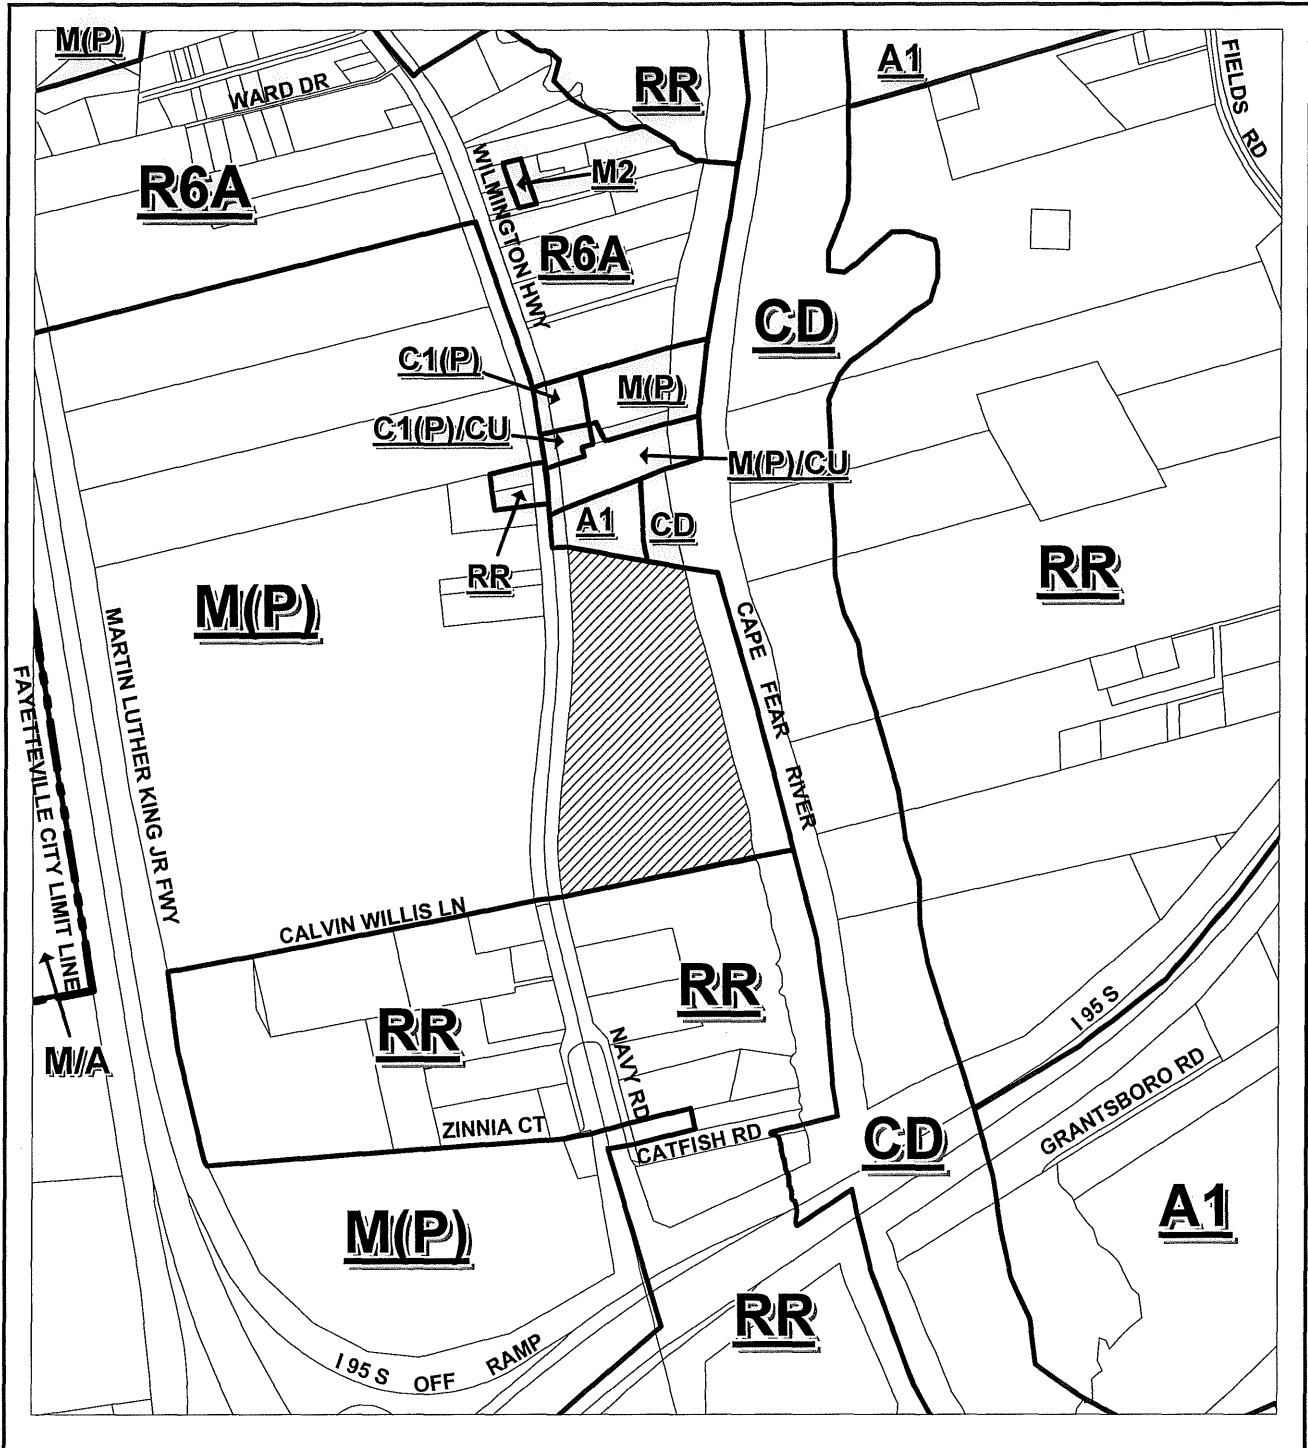 M(P)
A1
FIELDS RD
WARD DR
RR
WILMINGTON HWY
M2
R6A
R6A
CD
C1(P)
M(P)
C1(P)/CU
M(P)/CU
A1
CD
RR
RR
M(P)
CAPE FEAR RIVER
MARTIN LUTHER KING JR FWY
FAYETTEVILLE CITY LIMIT LINE
CALVIN WILLIS LN
RR
RR
I 95 S
M/A
NAVY RD
GRANTSBORO RD
ZINNIA CT
CATFISH RD
CD
M(P)
A1
RR
I 95 S OFF RAMP